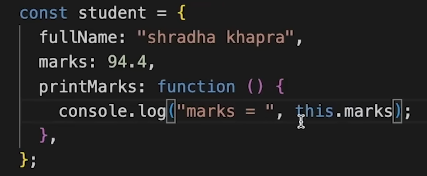 const student = {
fullName: "shradha khapra",
marks: 94.4,
printMarks: function () {
console.log("marks = ", this.marks);
},
};